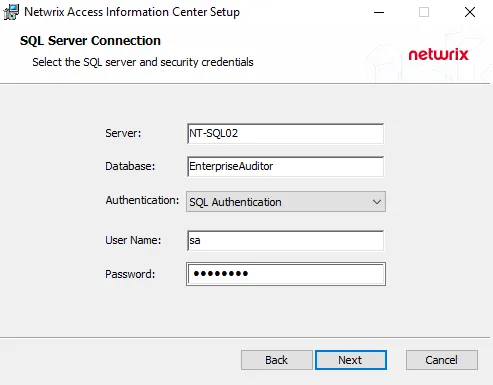 Netwrix Access Information Center Setup
SQL Server Connection
Select the SQL server and security credentials
netwrix
Server: NT-SQL02
Database: EnterpriseAuditor
Authentication: SQL Authentication
User Name: sa
Password: ●●●●●●●●
Back Next Cancel